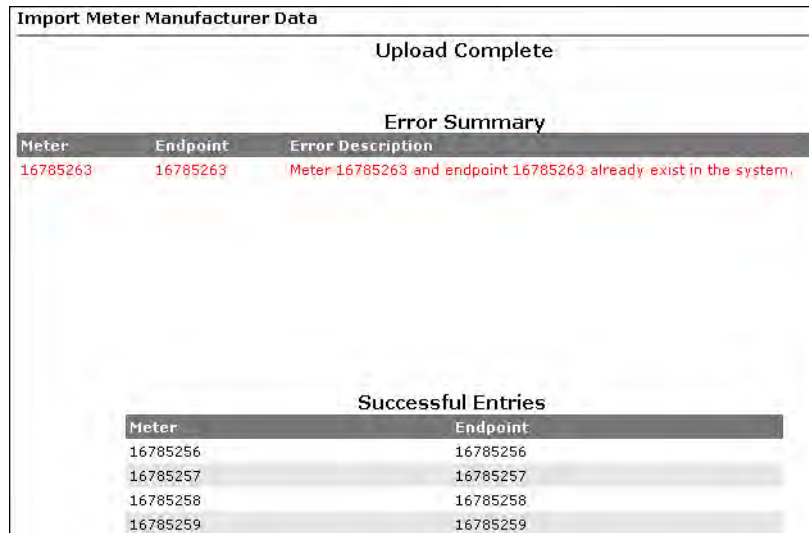 Import Meter Manufacturer Data
Upload Complete
Error Summary
Meter Endpoint Error Description
16785263 16785263 Meter 16785263 and endpoint 16785263 already exist in the system.
Successful Entries
Meter Endpoint
16785256 16785256
16785257 16785257
16785258 16785258
16785259 16785259